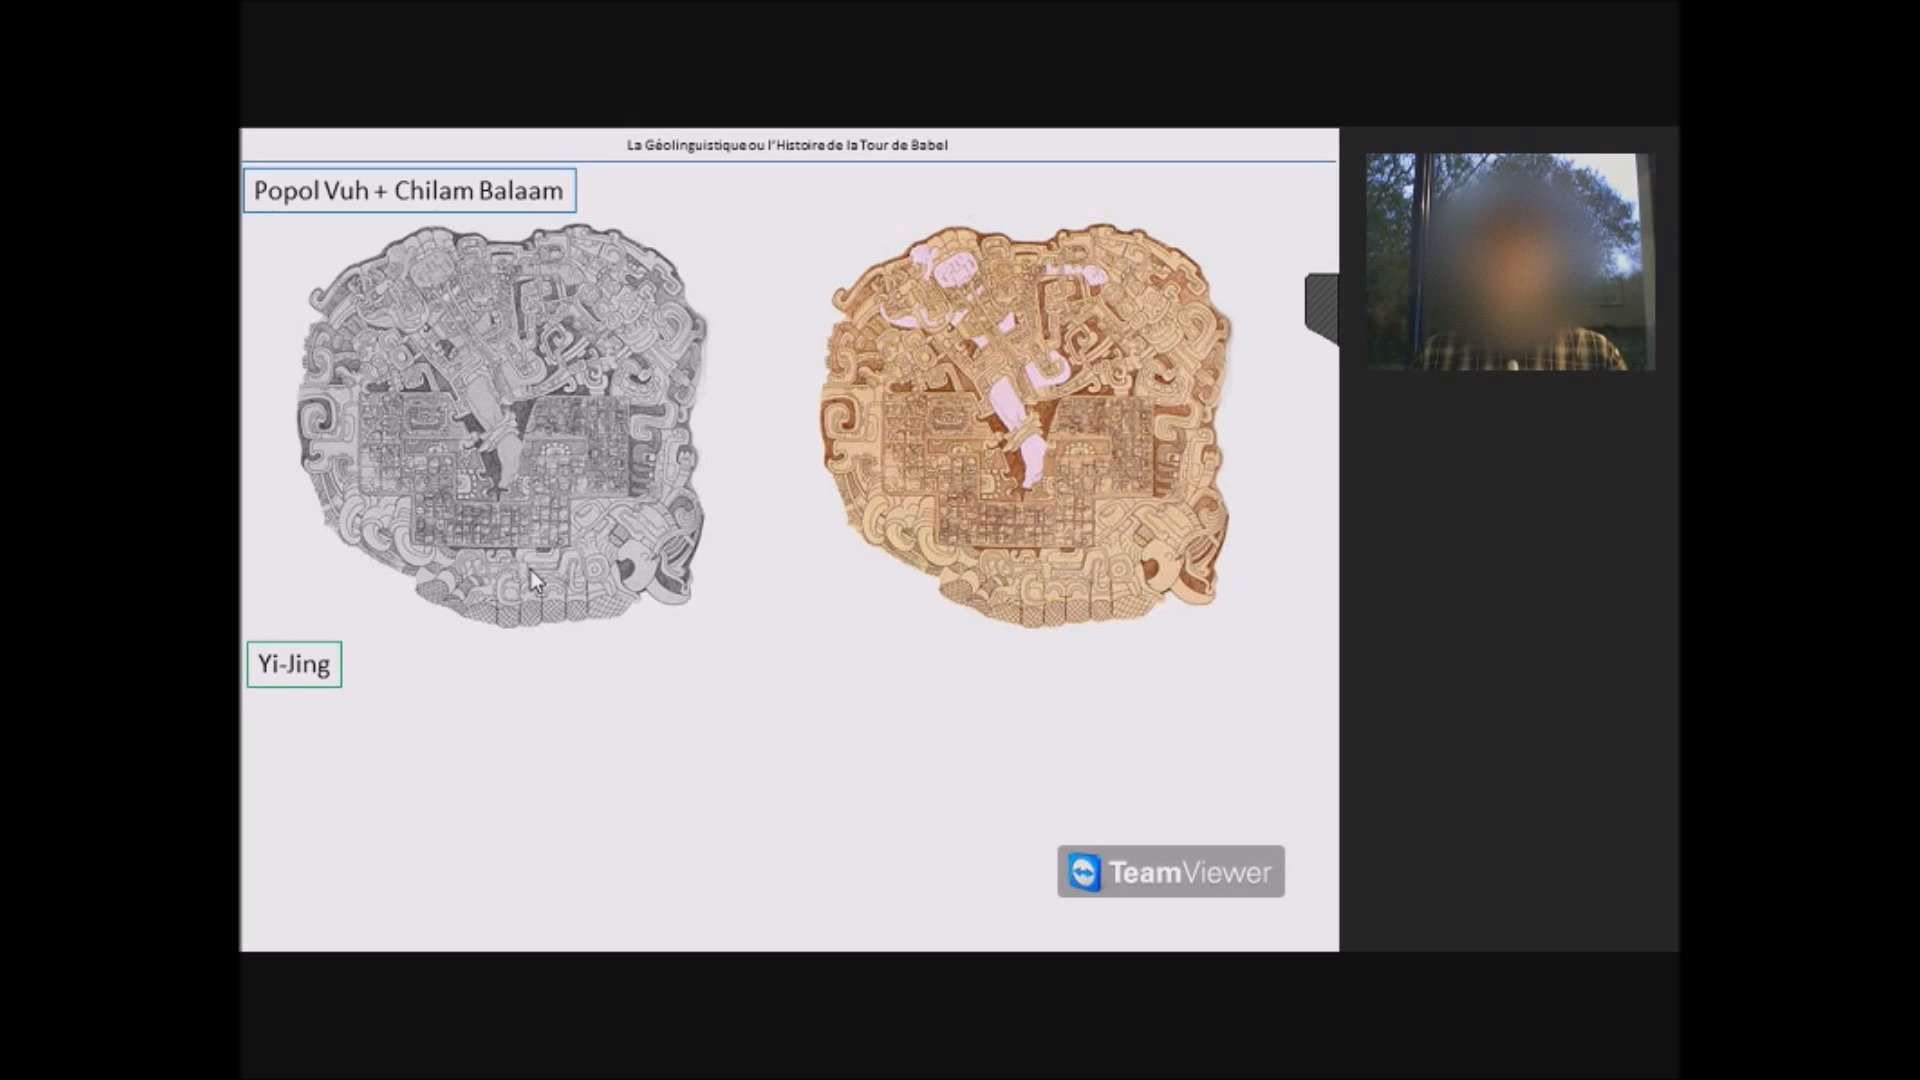 La Géolinguistique ou l'Histoire de la Tour de Babel
Popol Vuh + Chilam Balaam
Yi-Jing
TeamViewer